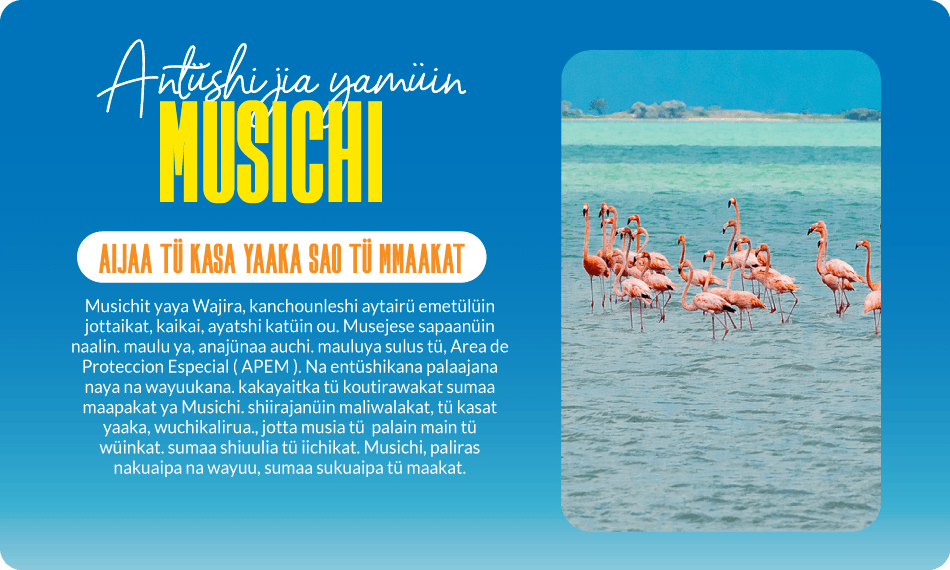 Antüshi jia yamüin
MUSICHI
AIJAA TÜ KASA YAAKA SAO TÜ MMAAKAT
Musichit yaya Wajira, kanchounleshi aytairü emetülüin
jottaikat, kaikai, ayatshi katüin ou. Musejese sapaanüin
naalin. maulu ya, anajünaa auchi. mauluya sulus tü, Area de
Proteccion Especial ( APEM ). Na entüshikana palaajana
naya na wayuukana. kakayaitka tü koutirawakat sumaa
maapakat ya Musichi. shiirajanüin maliwalakat, tü kasat
yaaka, wuchikalirua., jotta musia tü palain main tü
wüinkat. sumaa shiuulia tü iichikat. Musichi, paliras
nakuaipa na wayuu, sumaa sukuaipa tü maakat.